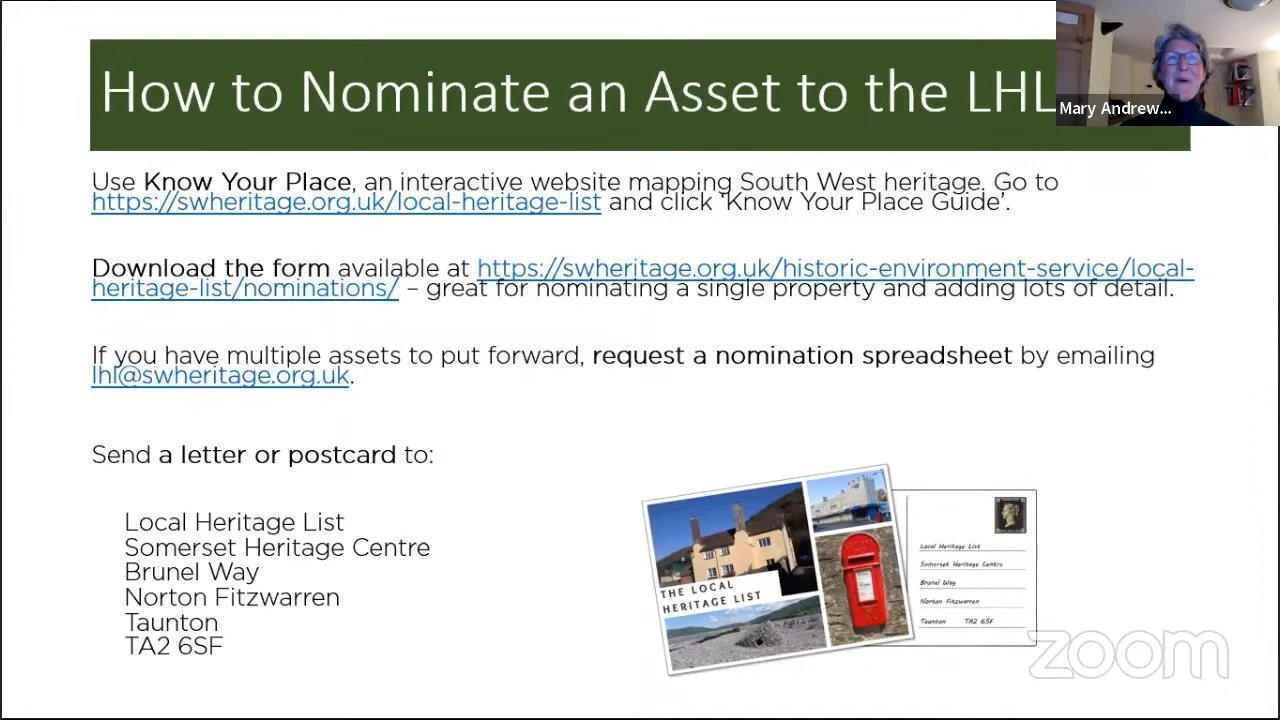 How to Nominate an Asset to the LHL
Mary Andrew...
Use Know Your Place, an interactive website mapping South West heritage. Go to
https://swheritage.org.uk/local-heritage-list and click ‘Know Your Place Guide’.
Download the form available at https://swheritage.org.uk/historic-environment-service/local-
heritage-list/nominations/ – great for nominating a single property and adding lots of detail.
If you have multiple assets to put forward, request a nomination spreadsheet by emailing
lhl@swheritage.org.uk.
Send a letter or postcard to:
Local Heritage List
Somerset Heritage Centre
Brunel Way
Norton Fitzwarren
Taunton
TA2 6SF
THE LOCAL
HERITAGE LIST
Local Heritage List
Somerset Heritage Centre
Brunel Way
Norton Fitzwarren
Taunton TA2 6SF
zoom